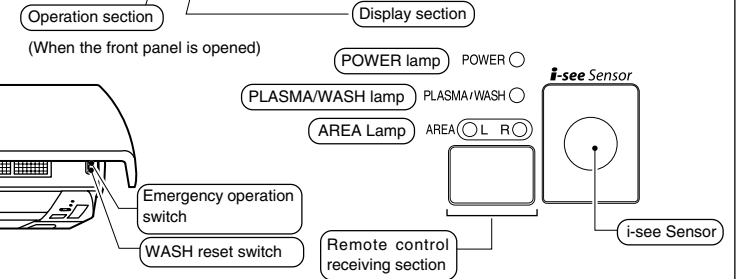 Operation section
Display section
(When the front panel is opened)
POWER lamp
POWER
i-see Sensor
PLASMA/WASH lamp
PLASMA/WASH
AREA Lamp
AREA L R
Emergency operation
switch
WASH reset switch
Remote control
receiving section
i-see Sensor